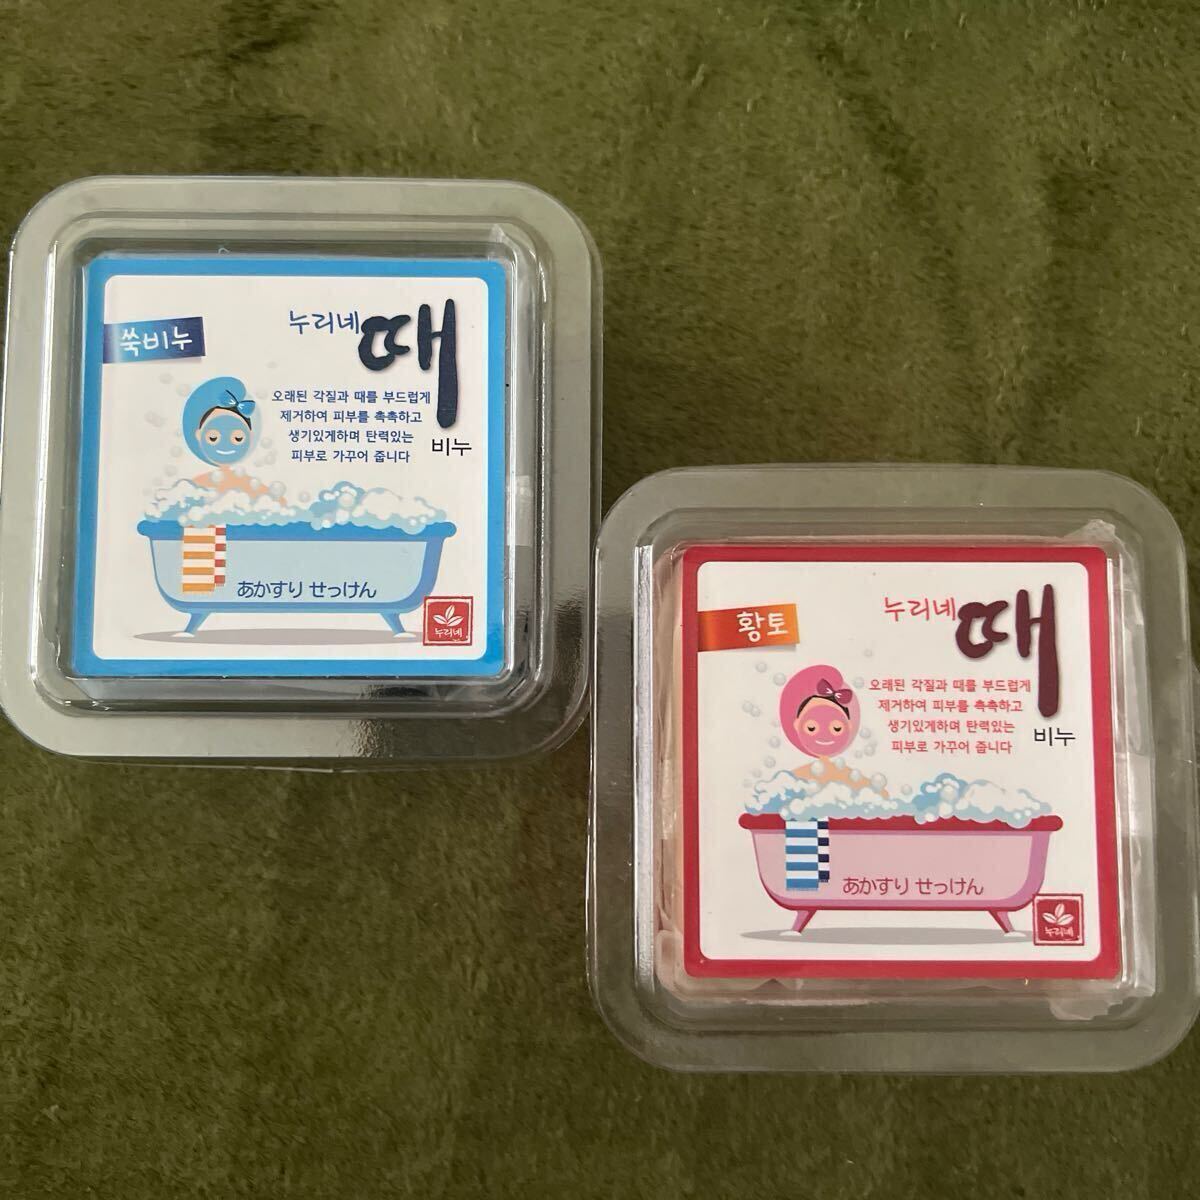 쑥비누
누리네 때
비누
오래된 각질과 때를 부드럽게
제거하여 피부를 촉촉하고
생기있게하며 탄력있는
피부로 가꾸어 줍니다
あかすり せっけん
누리네
황토
누리네 때
비누
오래된 각질과 때를 부드럽게
제거하여 피부를 촉촉하고
생기있게하며 탄력있는
피부로 가꾸어 줍니다
あかすり せっけん
누리네